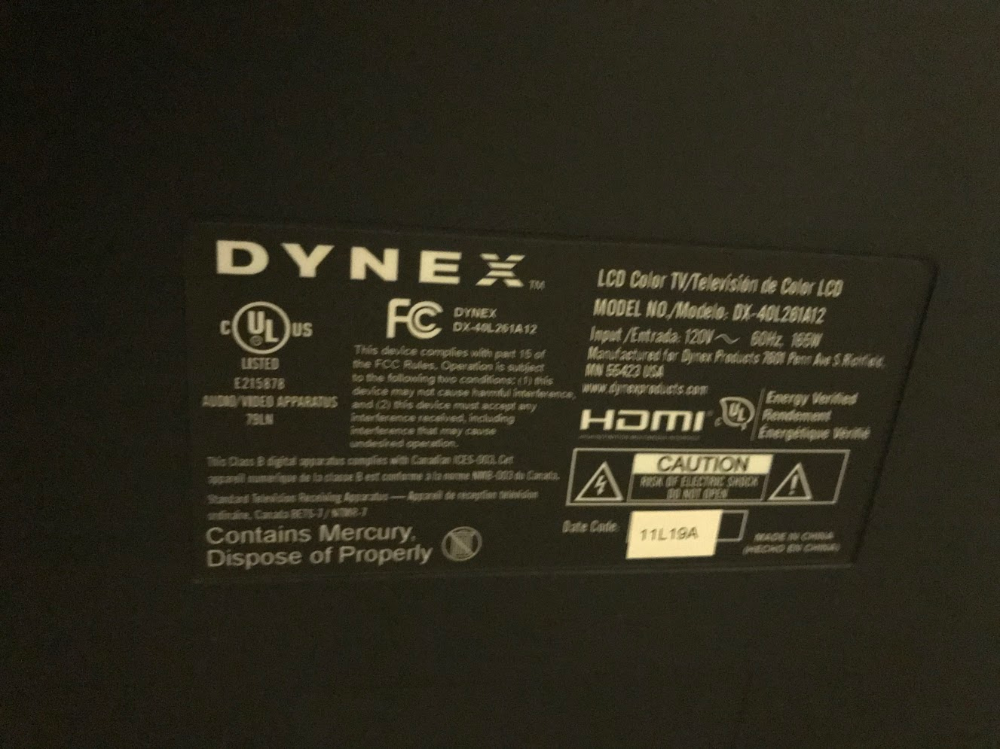 DYNEX™
C UL US
®
LISTED
E215878
AUDIO/VIDEO APPARATUS
79LN
FC DYNEX
DX-40L261A12
This device complies with part 15 of
the FCC Rules. Operation is subject
to the following two conditions: (1) this
device may not cause harmful interference,
and (2) this device must accept any
interference received, including
interference that may cause
undesired operation.
This Class B digital apparatus complies with Canadian ICES-003. Cet
appareil numerique de la classe B est conforme à la norme NMB-003 du Canada.
Standard Television Receiving Apparatus — Appareil de réception télévision
ordinaire, Canada BETS-7 / NTMR-7
Contains Mercury,
Dispose of Properly
LCD Color TV/Televisión de Color LCD
MODEL NO./Modelo: DX-40L261A12
Input /Entrada: 120V ~ 60Hz, 165W
Manufactured for Dynex Products 7601 Penn Ave S. Richfield,
MN 55423 USA
www.dynexproducts.com
HDMI
C UL
Energy Verified
Rendement
Énergétique Vérifié
CAUTION
RISK OF ELECTRIC SHOCK
DO NOT OPEN
Date Code: 11L19A
MADE IN CHINA
(HECHO EN CHINA)